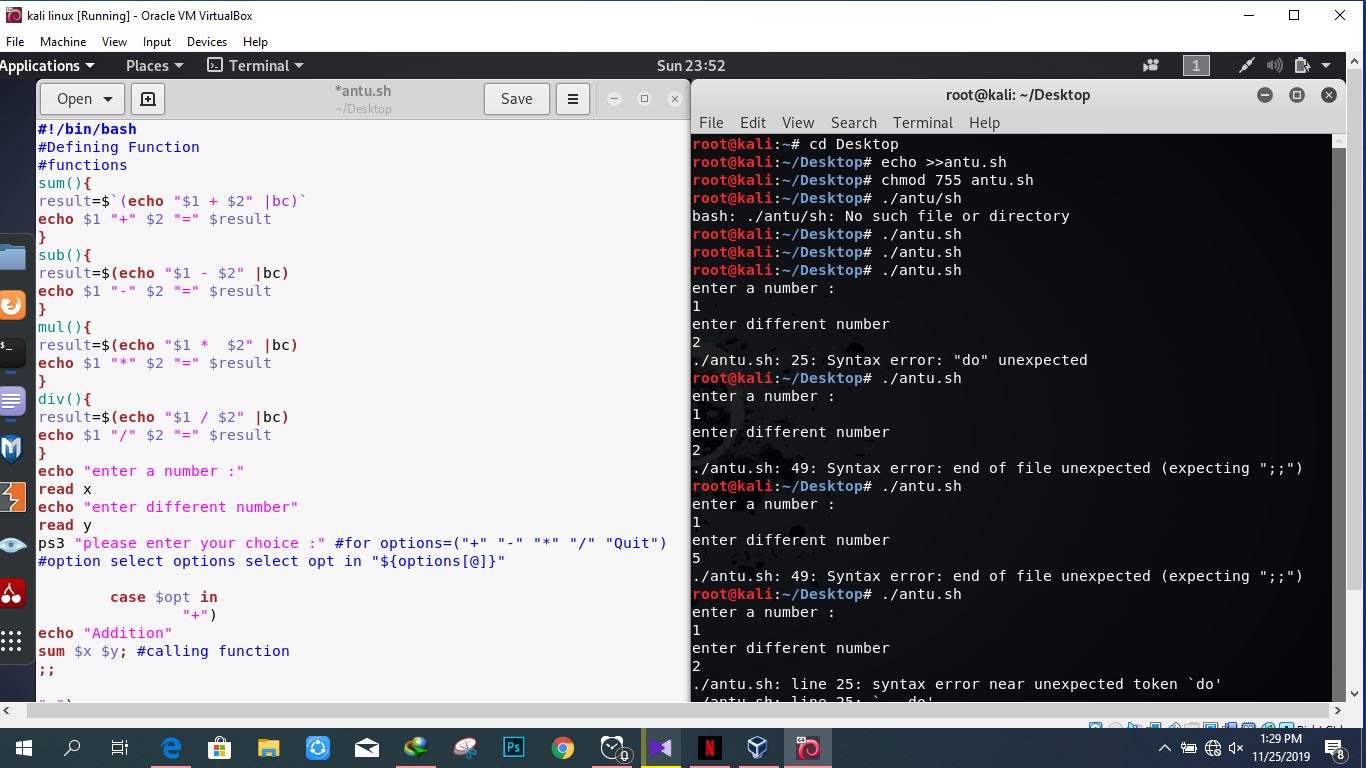 kali linux [Running] - Oracle VM VirtualBox
File Machine View Input Devices Help
Applications Places Terminal Sun 23:52 1
Open *antu.sh Save
~/Desktop
#!/bin/bash
#Defining Function
#functions
sum(){
result=$`(echo "$1 + $2" |bc)`
echo $1 "+" $2 "=" $result
}
sub(){
result=$(echo "$1 - $2" |bc)
echo $1 "-" $2 "=" $result
}
mul(){
result=$(echo "$1 *  $2" |bc)
echo $1 "*" $2 "=" $result
}
div(){
result=$(echo "$1 / $2" |bc)
echo $1 "/" $2 "=" $result
}
echo "enter a number :"
read x
echo "enter different number"
read y
ps3 "please enter your choice :" #for options=("+" "-" "*" "/" "Quit")
#option select options select opt in "${options[@]}"
case $opt in
"+")
echo "Addition"
sum $x $y; #calling function
;;
root@kali: ~/Desktop
File Edit View Search Terminal Help
root@kali:~# cd Desktop
root@kali:~/Desktop# echo >>antu.sh
root@kali:~/Desktop# chmod 755 antu.sh
root@kali:~/Desktop# ./antu/sh
bash: ./antu/sh: No such file or directory
root@kali:~/Desktop# ./antu.sh
root@kali:~/Desktop# ./antu.sh
root@kali:~/Desktop# ./antu.sh
enter a number :
1
enter different number
2
./antu.sh: 25: Syntax error: "do" unexpected
root@kali:~/Desktop# ./antu.sh
enter a number :
1
enter different number
2
./antu.sh: 49: Syntax error: end of file unexpected (expecting ";;")
root@kali:~/Desktop# ./antu.sh
enter a number :
1
enter different number
5
./antu.sh: 49: Syntax error: end of file unexpected (expecting ";;")
root@kali:~/Desktop# ./antu.sh
enter a number :
1
enter different number
2
./antu.sh: line 25: syntax error near unexpected token `do'
./antu.sh: line 25: `   do'
1:29 PM
11/25/2019
8